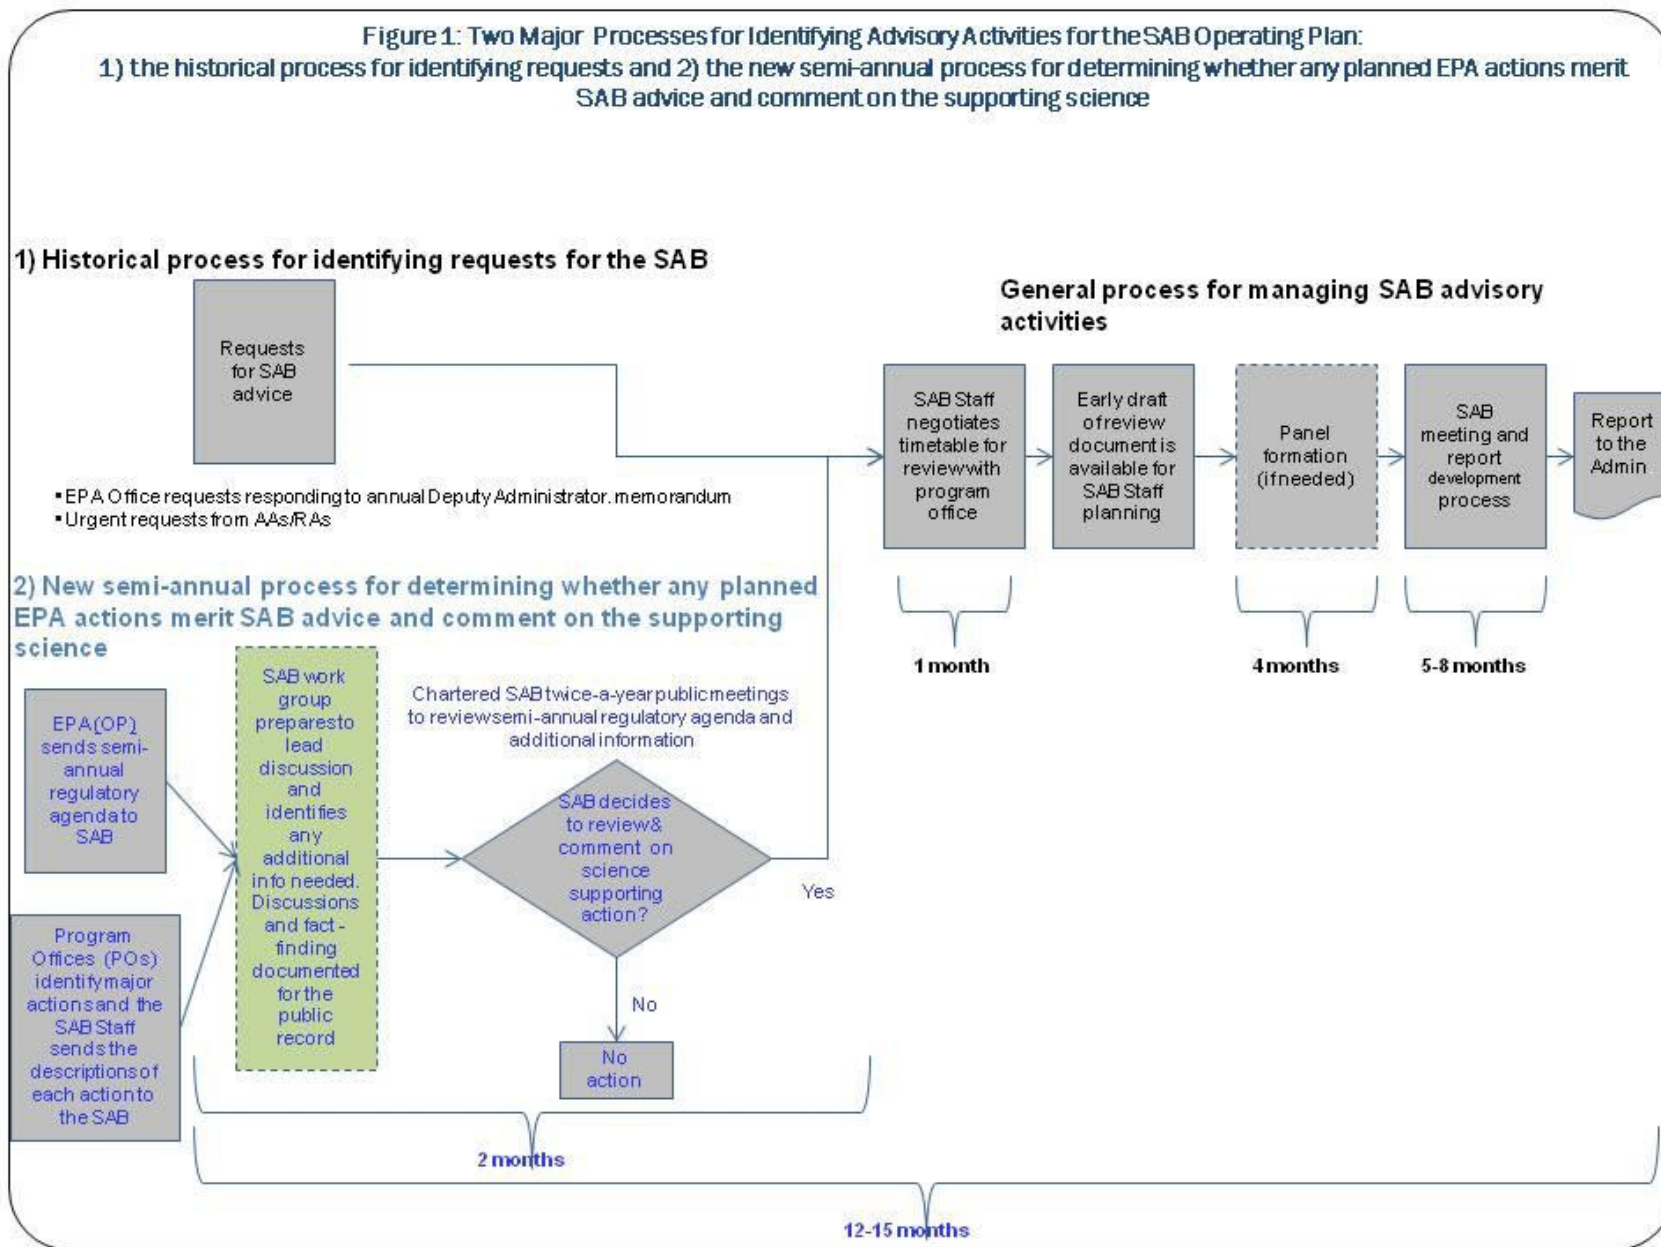 Figure 1: Two Major Processes for Identifying Advisory Activities for the SAB Operating Plan:
1) the historical process for identifying requests and 2) the new semi-annual process for determining whether any planned EPA actions merit
SAB advice and comment on the supporting science
1) Historical process for identifying requests for the SAB
Requests
for SAB
advice
▪ EPA Office requests responding to annual Deputy Administrator. memorandum
▪ Urgent requests from AAs/RAs
General process for managing SAB advisory
activities
SAB Staff
negotiates
timetable for
review with
program
office
Early draft
of review
document is
available for
SAB Staff
planning
Panel
formation
(if needed)
SAB
meeting and
report
development
process
Report
to the
Admin
1 month
4 months
5-8 months
2) New semi-annual process for determining whether any planned
EPA actions merit SAB advice and comment on the supporting
science
EPA (OP)
sends semi-
annual
regulatory
agenda to
SAB
Program
Offices (POs)
identify major
actions and the
SAB Staff
sends the
descriptions of
each action to
the SAB
SAB work
group
prepares to
lead
discussion
and
identifies
any
additional
info needed.
Discussions
and fact -
finding
documented
for the
public
record
Chartered SAB twice-a-year public meetings
to review semi-annual regulatory agenda and
additional information
SAB decides
to review &
comment on
science
supporting
action?
Yes
No
No
action
2 months
12-15 months